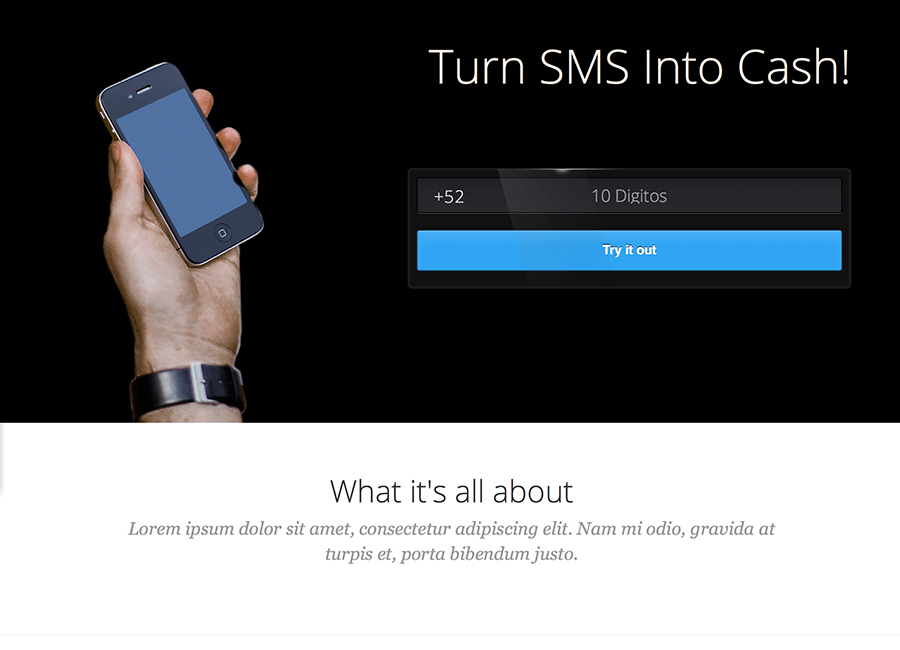 Turn SMS Into Cash!
+52 10 Digitos
Try it out
What it's all about
Lorem ipsum dolor sit amet, consectetur adipiscing elit. Nam mi odio, gravida at
turpis et, porta bibendum justo.